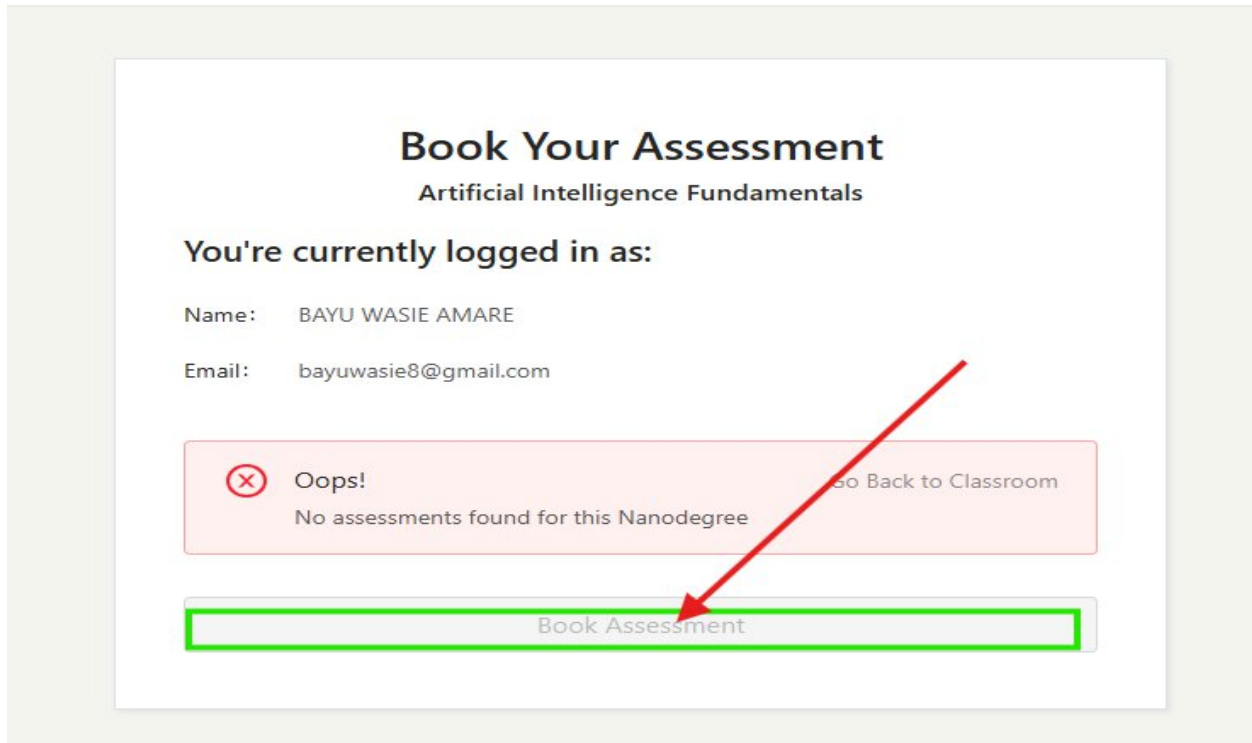 Book Your Assessment
Artificial Intelligence Fundamentals
You're currently logged in as:
Name: BAYU WASIE AMARE
Email: bayuwasie8@gmail.com
Oops! Go Back to Classroom
No assessments found for this Nanodegree
Book Assessment